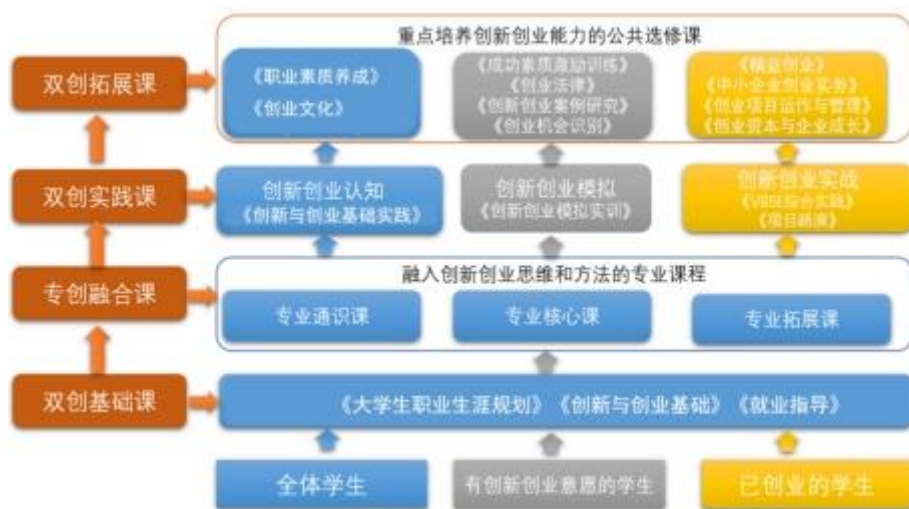 重点培养创新创业能力的公共选修课
双创拓展课
《职业素质养成》
《创业文化》
《成功素质激励训练》
《创业法律》
《创新创业案例研究》
《创业机会识别》
《精益创业》
《中小企业创业实务》
《创业项目运作与管理》
《创业资本与企业成长》
双创实践课
创新创业认知
《创新与创业基础实践》
创新创业模拟
《创新创业模拟实训》
创新创业实战
《VBSE综合实践》
《项目路演》
融入创新创业思维和方法的专业课程
专创融合课
专业通识课
专业核心课
专业拓展课
双创基础课
《大学生职业生涯规划》《创新与创业基础》《就业指导》
全体学生
有创新创业意愿的学生
已创业的学生